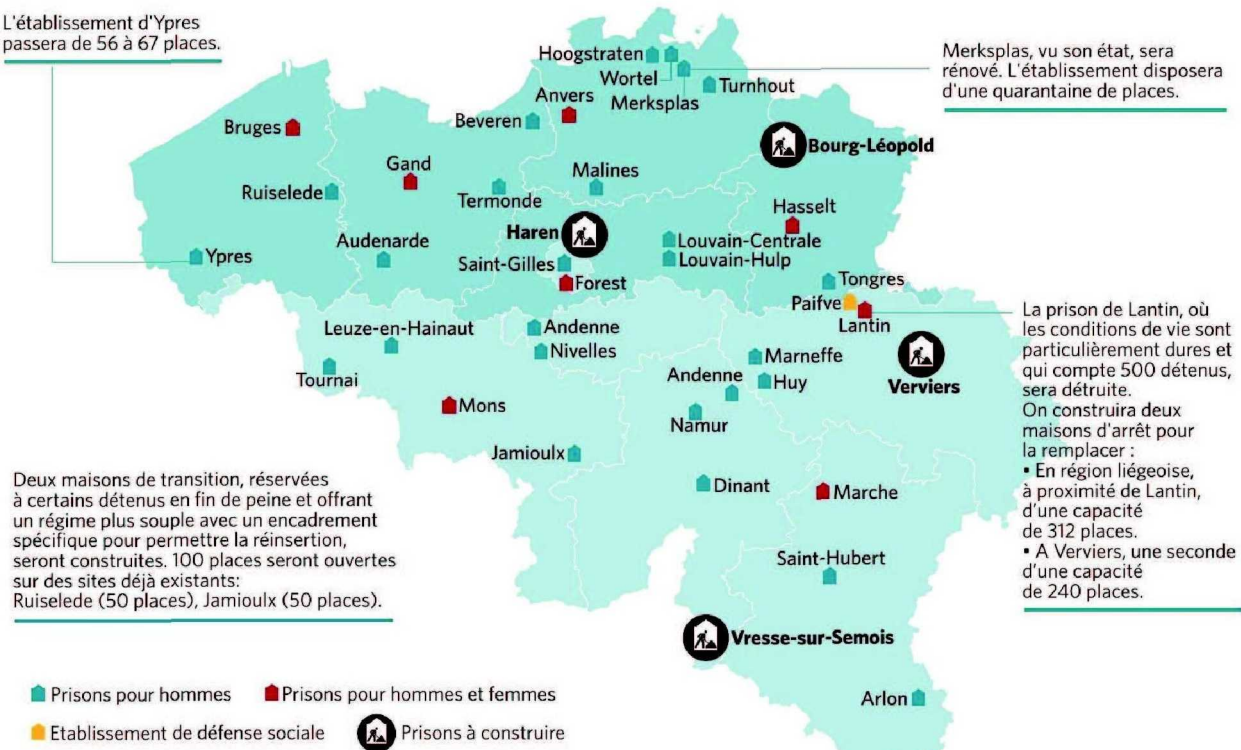 L'établissement d'Ypres
passera de 56 à 67 places.
Hoogstraten
Wortel
Merksplas
Turnhout
Merksplas, vu son état, sera
rénové. L'établissement disposera
d'une quarantaine de places.
Anvers
Beveren
Bruges
Bourg-Léopold
Gand
Malines
Ruiselede
Termonde
Hasselt
Haren
Louvain-Centrale
Louvain-Hulp
Audenarde
Ypres
Saint-Gilles
Forest
Tongres
Paifve
Lantin
La prison de Lantin, où
les conditions de vie sont
particulièrement dures et
qui compte 500 détenus,
sera détruite.
On construira deux
maisons d'arrêt pour
la remplacer :
• En région liégeoise,
à proximité de Lantin,
d'une capacité
de 312 places.
• A Verviers, une seconde
d'une capacité
de 240 places.
Leuze-en-Hainaut
Andenne
Nivelles
Tournai
Marneffe
Andenne
Huy
Verviers
Mons
Namur
Jamioulx
Dinant
Marche
Deux maisons de transition, réservées
à certains détenus en fin de peine et offrant
un régime plus souple avec un encadrement
spécifique pour permettre la réinsertion,
seront construites. 100 places seront ouvertes
sur des sites déjà existants:
Ruiselede (50 places), Jamioulx (50 places).
Saint-Hubert
Vresse-sur-Semois
Arlon
Prisons pour hommes
Prisons pour hommes et femmes
Etablissement de défense sociale
Prisons à construire